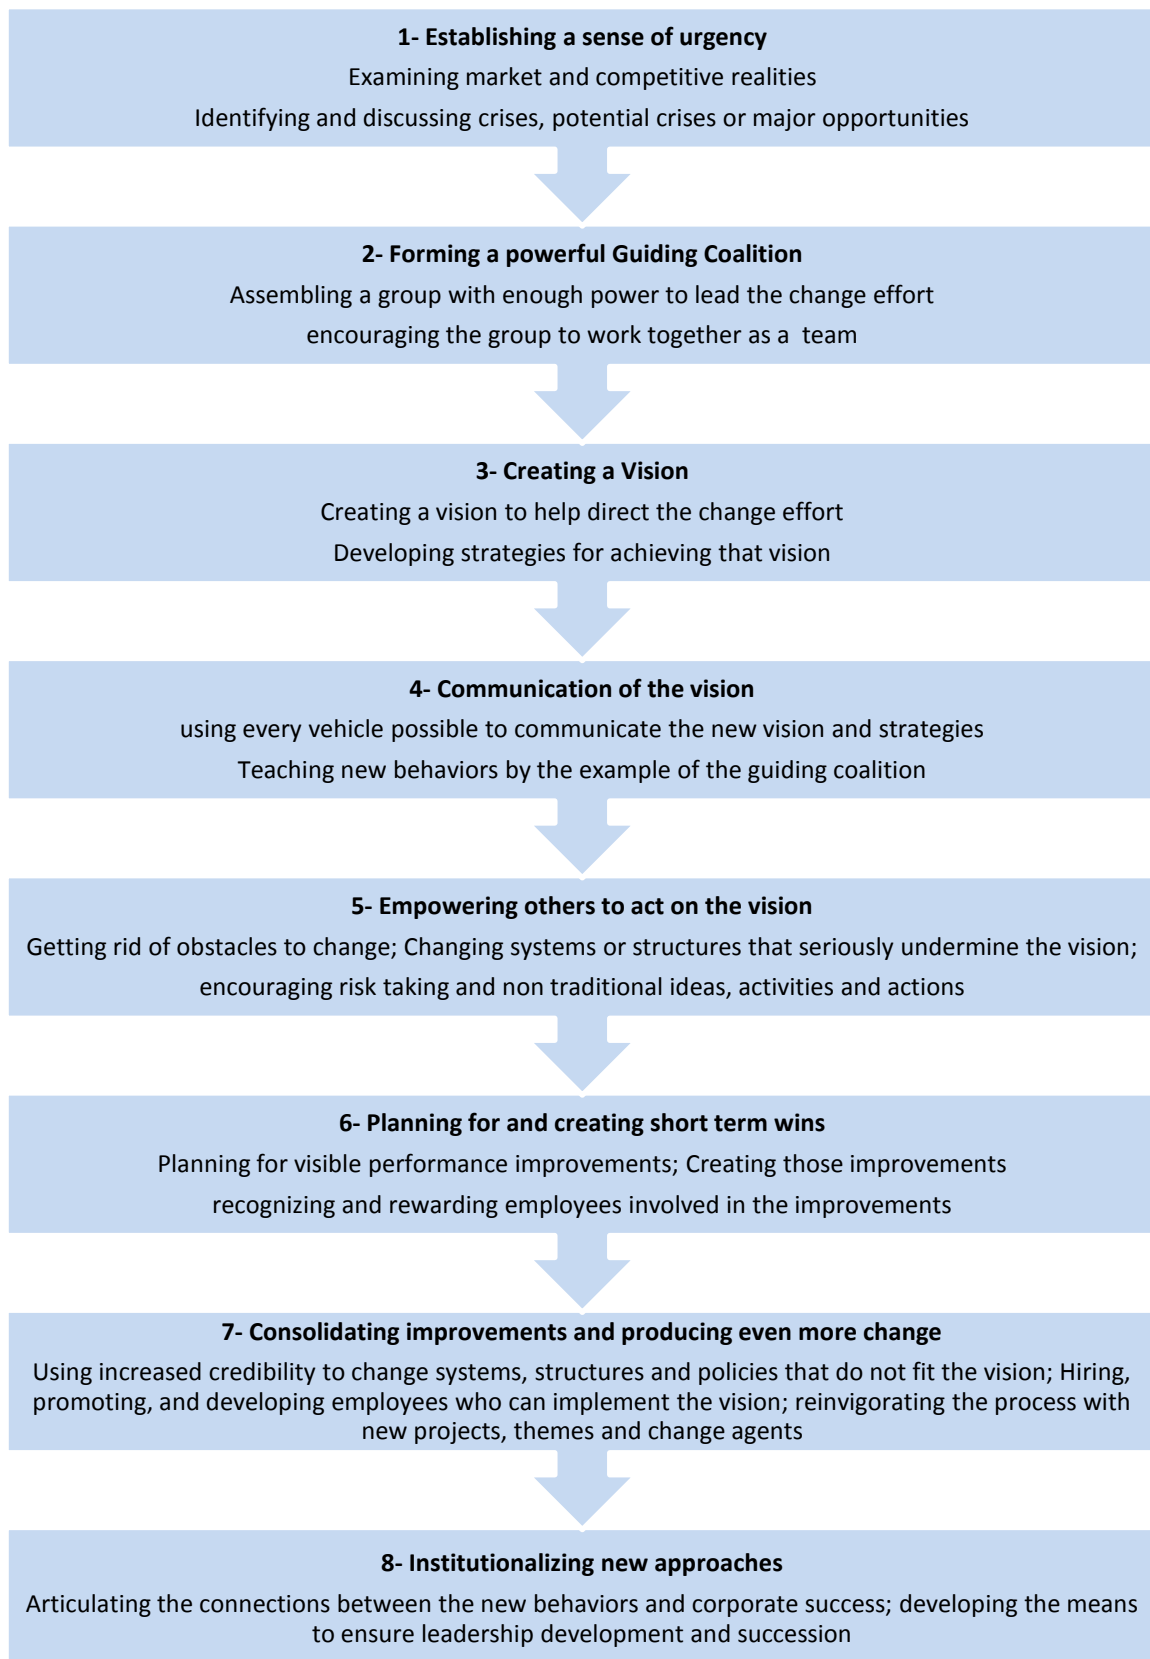 1- Establishing a sense of urgency
Examining market and competitive realities
Identifying and discussing crises, potential crises or major opportunities
2- Forming a powerful Guiding Coalition
Assembling a group with enough power to lead the change effort
encouraging the group to work together as a  team
3- Creating a Vision
Creating a vision to help direct the change effort
Developing strategies for achieving that vision
4- Communication of the vision
using every vehicle possible to communicate the new vision and strategies
Teaching new behaviors by the example of the guiding coalition
5- Empowering others to act on the vision
Getting rid of obstacles to change; Changing systems or structures that seriously undermine the vision;
encouraging risk taking and non traditional ideas, activities and actions
6- Planning for and creating short term wins
Planning for visible performance improvements; Creating those improvements
recognizing and rewarding employees involved in the improvements
7- Consolidating improvements and producing even more change
Using increased credibility to change systems, structures and policies that do not fit the vision; Hiring,
promoting, and developing employees who can implement the vision; reinvigorating the process with
new projects, themes and change agents
8- Institutionalizing new approaches
Articulating the connections between the new behaviors and corporate success; developing the means
to ensure leadership development and succession